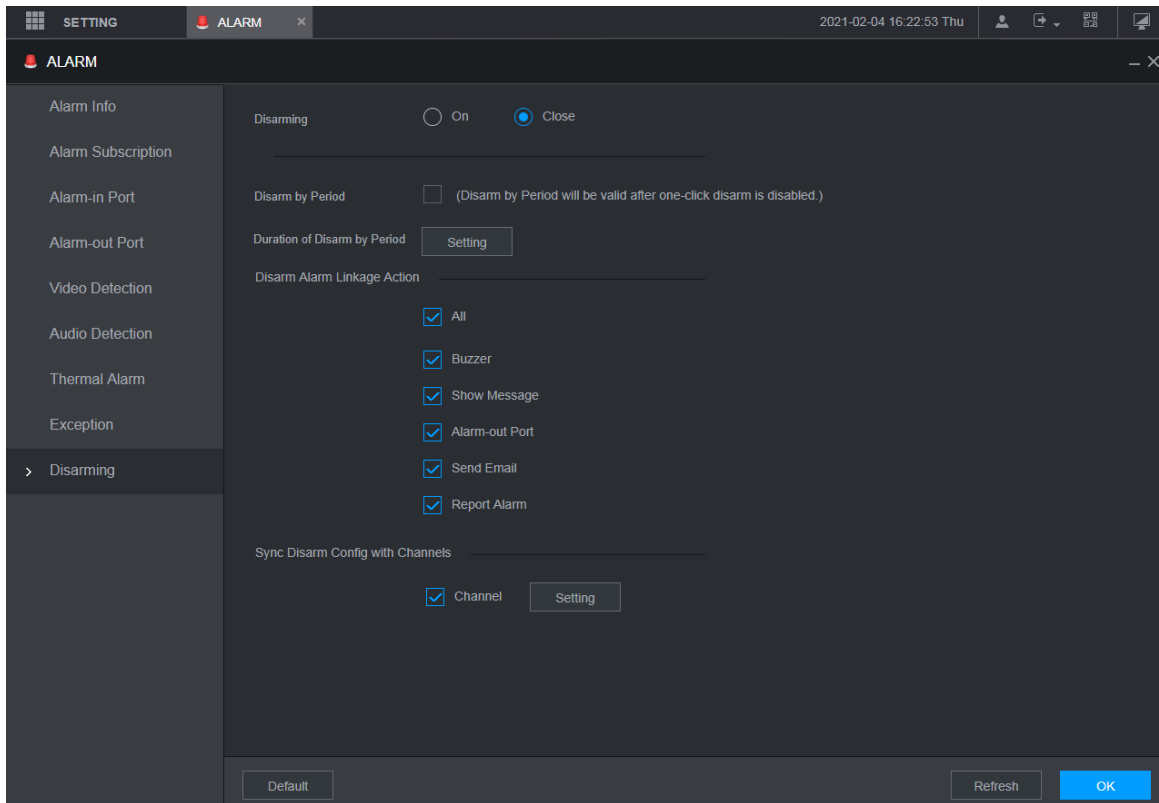 SETTING ALARM 2021-02-04 16:22:53 Thu
ALARM
Alarm Info
Alarm Subscription
Alarm-in Port
Alarm-out Port
Video Detection
Audio Detection
Thermal Alarm
Exception
Disarming
Disarming On Close
Disarm by Period (Disarm by Period will be valid after one-click disarm is disabled.)
Duration of Disarm by Period Setting
Disarm Alarm Linkage Action
All
Buzzer
Show Message
Alarm-out Port
Send Email
Report Alarm
Sync Disarm Config with Channels
Channel Setting
Default Refresh OK